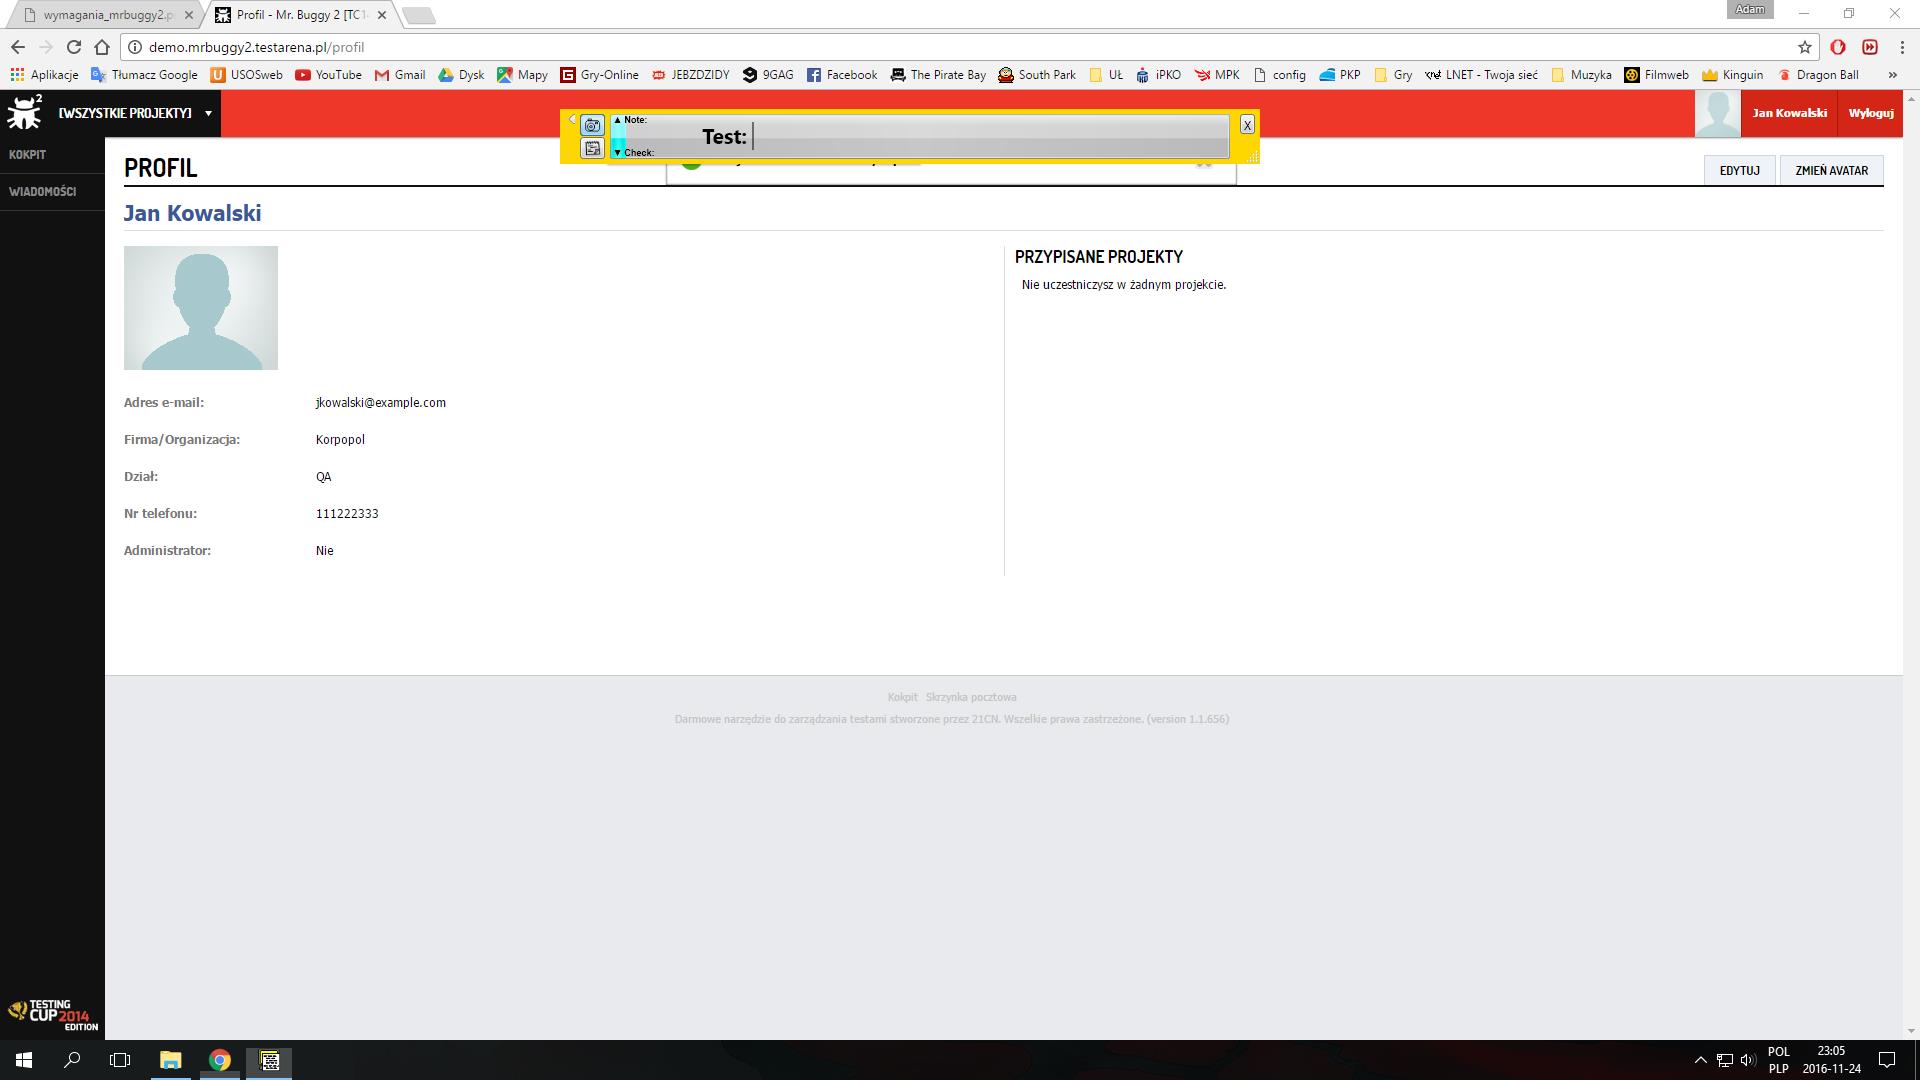 wymagania_mrbuggy2.p
Profil - Mr. Buggy 2 [TC1
Adam
demo.mrbuggy2.testarena.pl/profil
Aplikacje Tłumacz Google USOSweb YouTube Gmail Dysk Mapy Gry-Online JEBZDZIDY 9GAG Facebook The Pirate Bay South Park UŁ iPKO MPK config PKP Gry LNET - Twoja sieć Muzyka Filmweb Kinguin Dragon Ball »
2 [WSZYSTKIE PROJEKTY]
Jan Kowalski Wyloguj
Note:
Test:
Check:
X
KOKPIT
WIADOMOŚCI
PROFIL
EDYTUJ ZMIEŃ AVATAR
Jan Kowalski
PRZYPISANE PROJEKTY
Nie uczestniczysz w żadnym projekcie.
Adres e-mail: jkowalski@example.com
Firma/Organizacja: Korpopol
Dział: QA
Nr telefonu: 111222333
Administrator: Nie
Kokpit Skrzynka pocztowa
Darmowe narzędzie do zarządzania testami stworzone przez 21CN. Wszelkie prawa zastrzeżone. (version 1.1.656)
TESTING
CUP 2014
EDITION
POL
PLP
23:05
2016-11-24